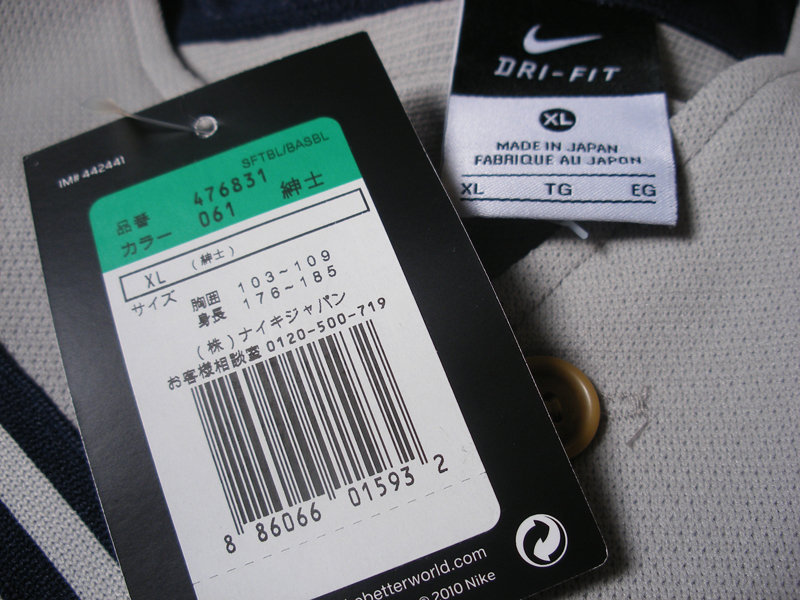 IM# 442441
SFTBL/BASBL
品番 476831 紳士
カラー 061
XL (紳士)
サイズ 胸囲 103~109
身長 176~185
(株)ナイキジャパン
お客様相談室 0120-500-719
8 86066 01593 2
betterworld.com
© 2010 Nike
DRI-FIT
XL
MADE IN JAPAN
FABRIQUE AU JAPON
XL TG EG